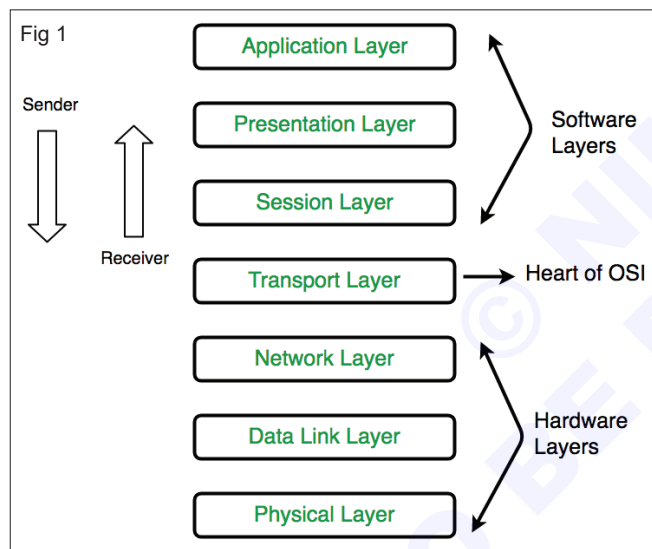 Fig 1
Application Layer
Sender
Presentation Layer
Software
Layers
Session Layer
Receiver
Transport Layer
Heart of OSI
Network Layer
Hardware
Layers
Data Link Layer
Physical Layer
©